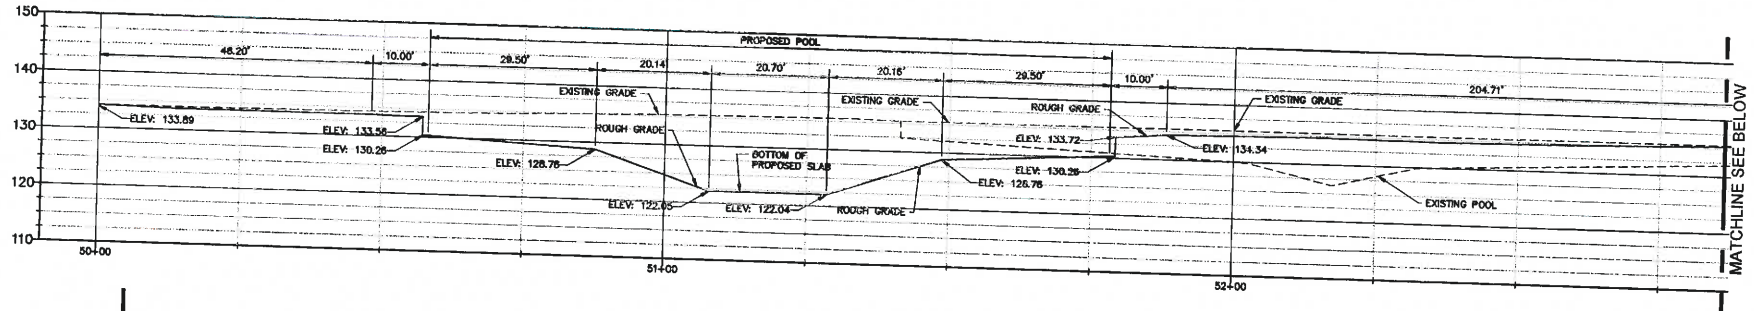 150
140
130
120
110
PROPOSED POOL
48.20'
10.00'
29.50'
20.14'
20.70'
20.16'
29.50'
10.00'
204.71'
EXISTING GRADE
EXISTING GRADE
ROUGH GRADE
EXISTING GRADE
ELEV: 133.89
ELEV: 133.56
ELEV: 130.26
ROUGH GRADE
ELEV: 133.72
ELEV: 134.34
ELEV: 128.76
BOTTOM OF
PROPOSED SLAB
ELEV: 130.26
ELEV: 128.76
ELEV: 122.05
ELEV: 122.04
ROUGH GRADE
EXISTING POOL
50+00
51+00
52+00
MATCHLINE SEE BELOW